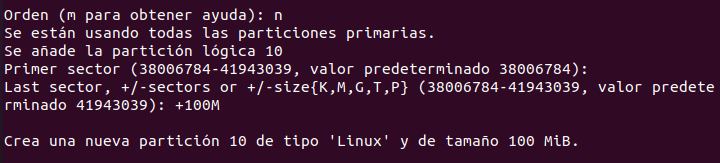 Orden (m para obtener ayuda): n
Se están usando todas las particiones primarias.
Se añade la partición lógica 10
Primer sector (38006784-41943039, valor predeterminado 38006784):
Last sector, +/-sectors or +/-size{K,M,G,T,P} (38006784-41943039, valor predete
rminado 41943039): +100M
Crea una nueva partición 10 de tipo 'Linux' y de tamaño 100 MiB.